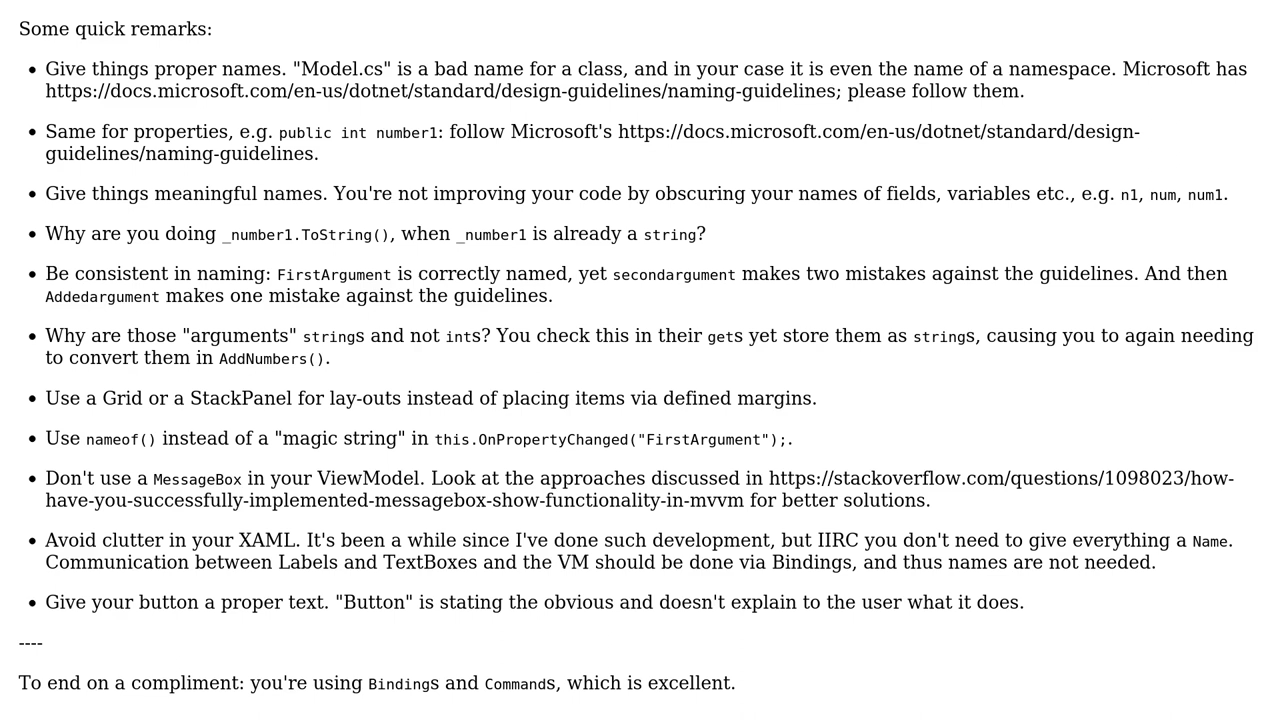 Some quick remarks:
• Give things proper names. "Model.cs" is a bad name for a class, and in your case it is even the name of a namespace. Microsoft has
https://docs.microsoft.com/en-us/dotnet/standard/design-guidelines/naming-guidelines; please follow them.
• Same for properties, e.g. public int number1: follow Microsoft's https://docs.microsoft.com/en-us/dotnet/standard/design-
guidelines/naming-guidelines.
• Give things meaningful names. You're not improving your code by obscuring your names of fields, variables etc., e.g. n1, num, num1.
• Why are you doing _number1.ToString(), when _number1 is already a string?
• Be consistent in naming: FirstArgument is correctly named, yet secondargument makes two mistakes against the guidelines. And then
Addedargument makes one mistake against the guidelines.
• Why are those "arguments" strings and not ints? You check this in their gets yet store them as strings, causing you to again needing
to convert them in AddNumbers().
• Use a Grid or a StackPanel for lay-outs instead of placing items via defined margins.
• Use nameof() instead of a "magic string" in this.OnPropertyChanged("FirstArgument");.
• Don't use a MessageBox in your ViewModel. Look at the approaches discussed in https://stackoverflow.com/questions/1098023/how-
have-you-successfully-implemented-messagebox-show-functionality-in-mvvm for better solutions.
• Avoid clutter in your XAML. It's been a while since I've done such development, but IIRC you don't need to give everything a Name.
Communication between Labels and TextBoxes and the VM should be done via Bindings, and thus names are not needed.
• Give your button a proper text. "Button" is stating the obvious and doesn't explain to the user what it does.
----
To end on a compliment: you're using Bindings and Commands, which is excellent.